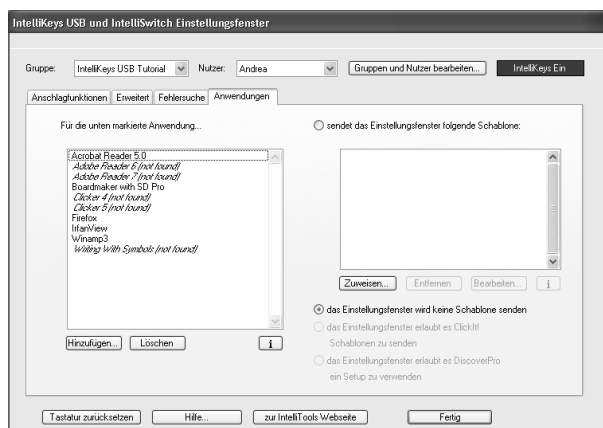 IntelliKeys USB und IntelliSwitch Einstellungsfenster
Gruppe: IntelliKeys USB Tutorial Nutzer: Andrea Gruppen und Nutzer bearbeiten... IntelliKeys Ein
Anschlagfunktionen Erweitert Fehlersuche Anwendungen
Für die unten markierte Anwendung...
Acrobat Reader 5.0
Adobe Reader 6 (not found)
Adobe Reader 7 (not found)
Boardmaker with SD Pro
Clicker 4 (not found)
Clicker 5 (not found)
Firefox
IrfanView
Winamp3
Writing With Symbols (not found)
Hinzufügen... Löschen i
sendet das Einstellungsfenster folgende Schablone:
Zuweisen... Entfernen Bearbeiten... i
das Einstellungsfenster wird keine Schablone senden
das Einstellungsfenster erlaubt es ClickIt!
Schablonen zu senden
das Einstellungsfenster erlaubt es DiscoverPro
ein Setup zu verwenden
Tastatur zurücksetzen Hilfe... zur IntelliTools Webseite Fertig